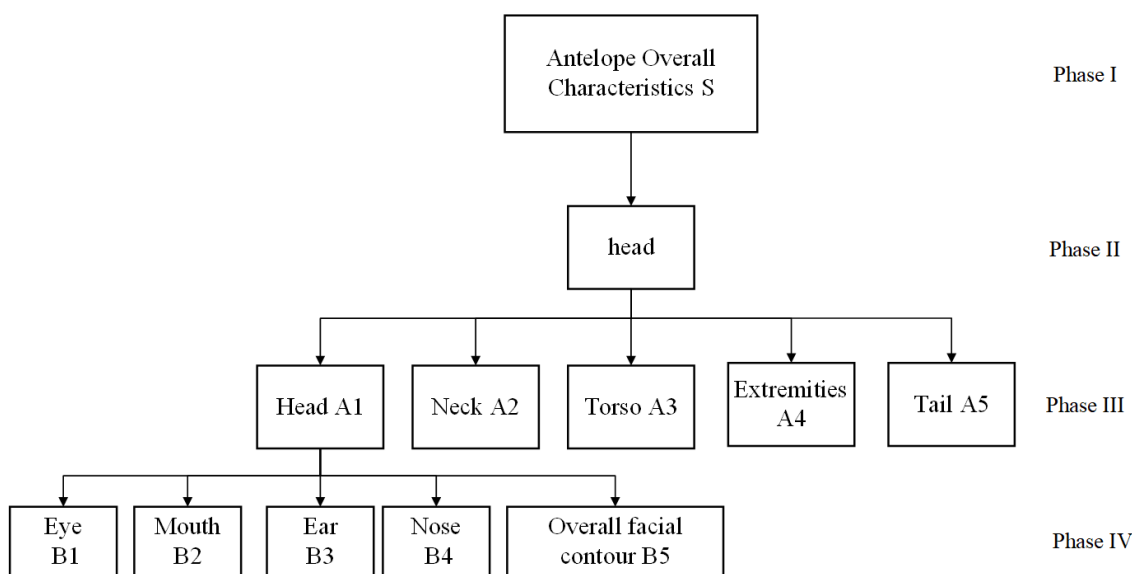 Antelope Overall
Characteristics S
Phase I
head
Phase II
Head A1
Neck A2
Torso A3
Extremities
A4
Tail A5
Phase III
Eye
B1
Mouth
B2
Ear
B3
Nose
B4
Overall facial
contour B5
Phase IV